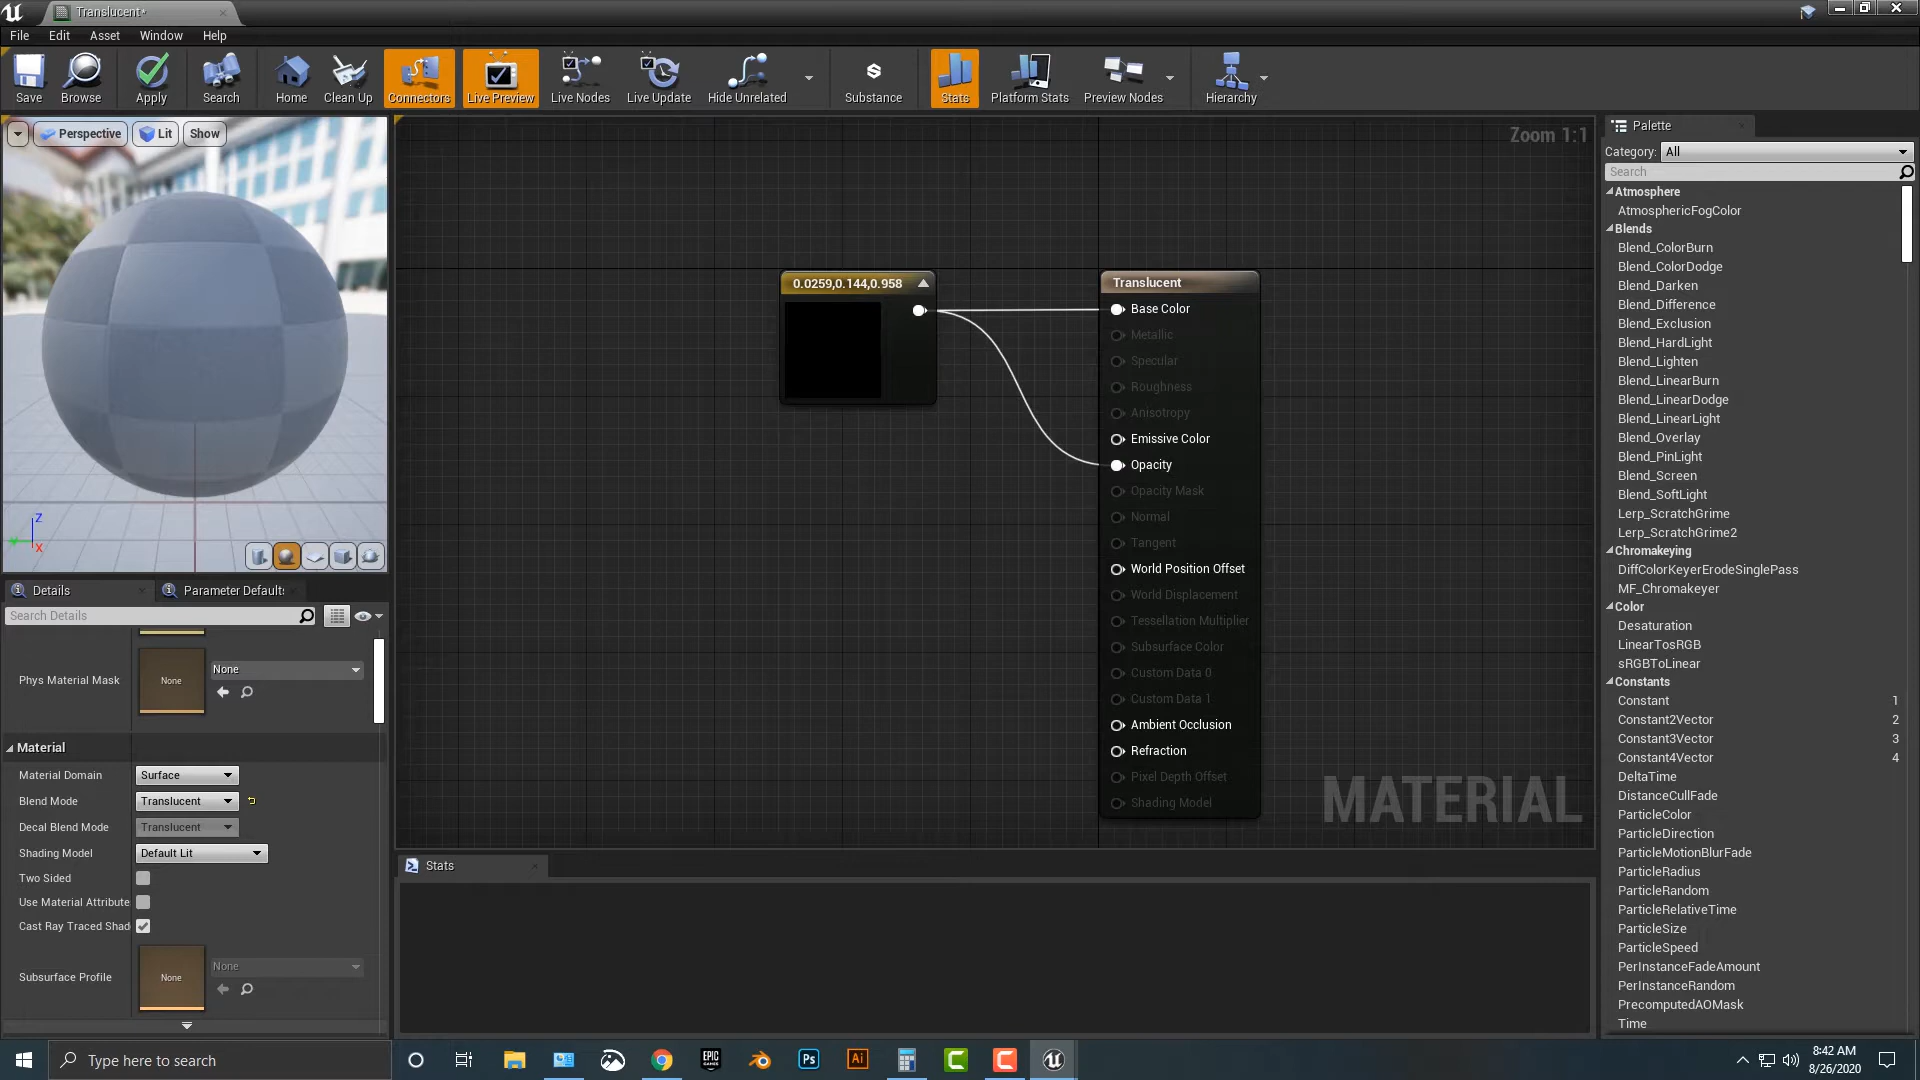 Translucent*
File Edit Asset Window Help
Save Browse Apply Search Home Clean Up Connectors Live Preview Live Nodes Live Update Hide Unrelated Substance Stats Platform Stats Preview Nodes Hierarchy
Perspective Lit Show
Zoom 1:1
Palette
Category: All
Search
Atmosphere
AtmosphericFogColor
Blends
Blend_ColorBurn
Blend_ColorDodge
Blend_Darken
Blend_Difference
Blend_Exclusion
Blend_HardLight
Blend_Lighten
Blend_LinearBurn
Blend_LinearDodge
Blend_LinearLight
Blend_Overlay
Blend_PinLight
Blend_Screen
Blend_SoftLight
Lerp_ScratchGrime
Lerp_ScratchGrime2
Chromakeying
DiffColorKeyerErodeSinglePass
MF_Chromakeyer
Color
Desaturation
LinearTosRGB
sRGBToLinear
Constants
Constant 1
Constant2Vector 2
Constant3Vector 3
Constant4Vector 4
DeltaTime
DistanceCullFade
ParticleColor
ParticleDirection
ParticleMotionBlurFade
ParticleRadius
ParticleRandom
ParticleRelativeTime
ParticleSize
ParticleSpeed
PerInstanceFadeAmount
PerInstanceRandom
PrecomputedAOMask
Time
0.0259,0.144,0.958
Translucent
Base Color
Metallic
Specular
Roughness
Anisotropy
Emissive Color
Opacity
Opacity Mask
Normal
Tangent
World Position Offset
World Displacement
Tessellation Multiplier
Subsurface Color
Custom Data 0
Custom Data 1
Ambient Occlusion
Refraction
Pixel Depth Offset
Shading Model
MATERIAL
Z
Y
X
Details Parameter Default:
Search Details
Phys Material Mask None None
Material
Material Domain Surface
Blend Mode Translucent
Decal Blend Mode Translucent
Shading Model Default Lit
Two Sided
Use Material Attribute
Cast Ray Traced Shad
Subsurface Profile None None
Stats
Type here to search
EPIC GAMES
Ps
Ai
8:42 AM
8/26/2020